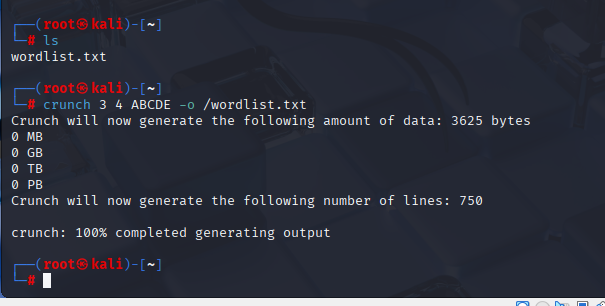 ┌──(root㉿kali)-[~]
└─# ls
wordlist.txt
┌──(root㉿kali)-[~]
└─# crunch 3 4 ABCDE -o /wordlist.txt
Crunch will now generate the following amount of data: 3625 bytes
0 MB
0 GB
0 TB
0 PB
Crunch will now generate the following number of lines: 750
crunch: 100% completed generating output
┌──(root㉿kali)-[~]
└─#